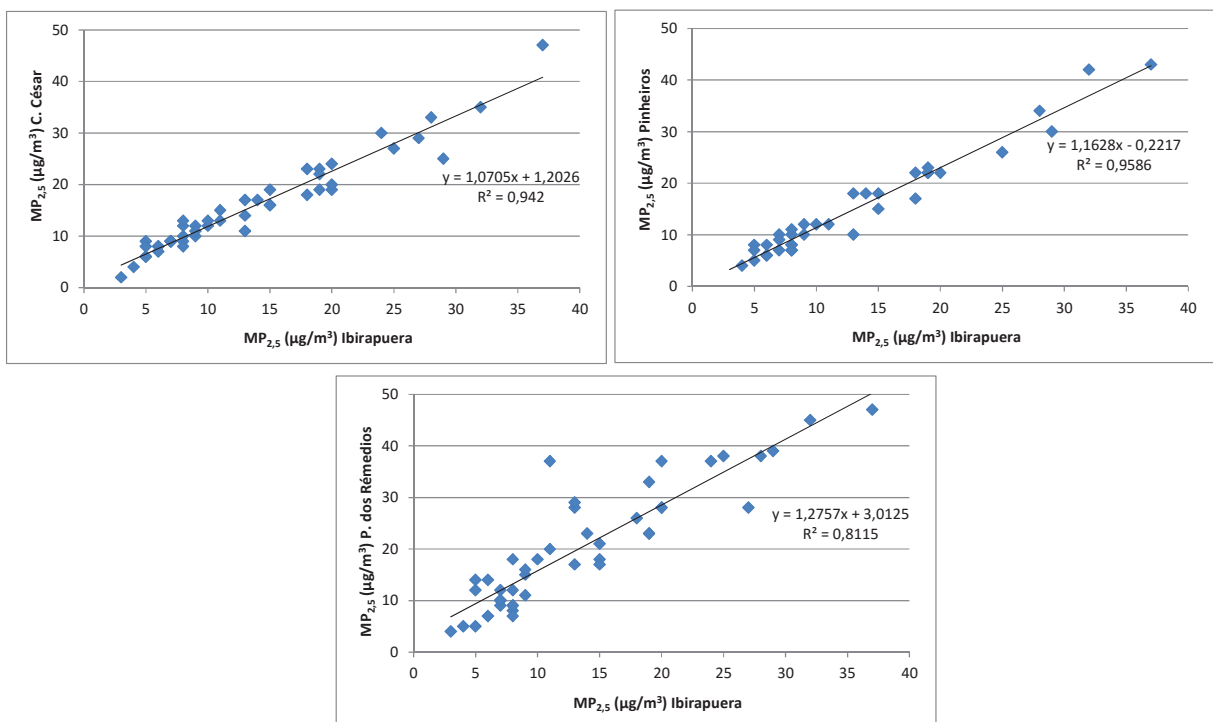 50
40
30
20
10
0
MP2,5 (µg/m³) C. César
y = 1,0705x + 1,2026
R² = 0,942
0 5 10 15 20 25 30 35 40
MP2,5 (µg/m³) Ibirapuera
50
40
30
20
10
0
MP2,5 (µg/m³) Pinheiros
y = 1,1628x - 0,2217
R² = 0,9586
0 5 10 15 20 25 30 35 40
MP2,5 (µg/m³) Ibirapuera
50
40
30
20
10
0
MP2,5 (µg/m³) P. dos Rémedios
y = 1,2757x + 3,0125
R² = 0,8115
0 5 10 15 20 25 30 35 40
MP2,5 (µg/m³) Ibirapuera